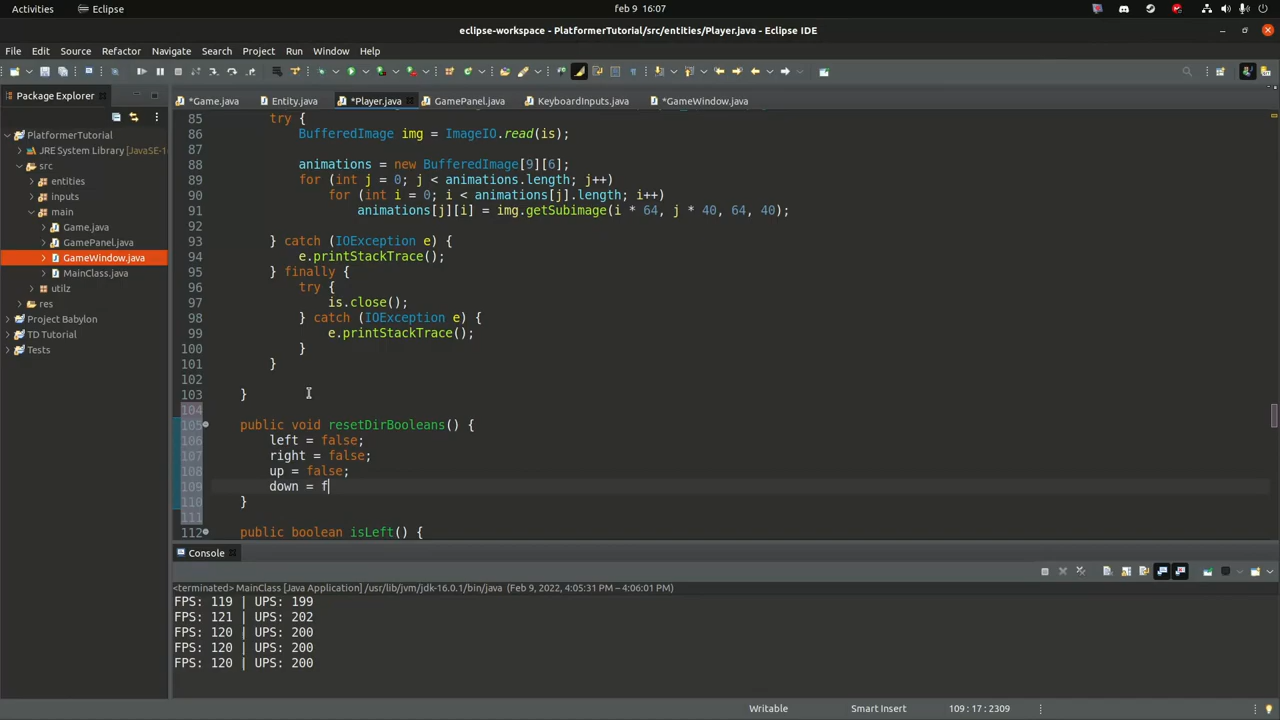 Activities Eclipse feb 9 16:07
eclipse-workspace - PlatformerTutorial/src/entities/Player.java - Eclipse IDE
File Edit Source Refactor Navigate Search Project Run Window Help
Package Explorer
*Game.java Entity.java *Player.java GamePanel.java KeyboardInputs.java *GameWindow.java
PlatformerTutorial
JRE System Library [JavaSE-1
src
entities
inputs
main
Game.java
GamePanel.java
GameWindow.java
MainClass.java
utilz
res
Project Babylon
TD Tutorial
Tests
85 try {
86 BufferedImage img = ImageIO.read(is);
87
88 animations = new BufferedImage[9][6];
89 for (int j = 0; j < animations.length; j++)
90 for (int i = 0; i < animations[j].length; i++)
91 animations[j][i] = img.getSubimage(i * 64, j * 40, 64, 40);
92
93 } catch (IOException e) {
94 e.printStackTrace();
95 } finally {
96 try {
97 is.close();
98 } catch (IOException e) {
99 e.printStackTrace();
100 }
101 }
102
103 }
104
105 public void resetDirBooleans() {
106 left = false;
107 right = false;
108 up = false;
109 down = f
110 }
111
112 public boolean isLeft() {
Console
<terminated> MainClass [Java Application] /usr/lib/jvm/jdk-16.0.1/bin/java (Feb 9, 2022, 4:05:31 PM – 4:06:01 PM)
FPS: 119 | UPS: 199
FPS: 121 | UPS: 202
FPS: 120 | UPS: 200
FPS: 120 | UPS: 200
FPS: 120 | UPS: 200
Writable Smart Insert 109 : 17 : 2309